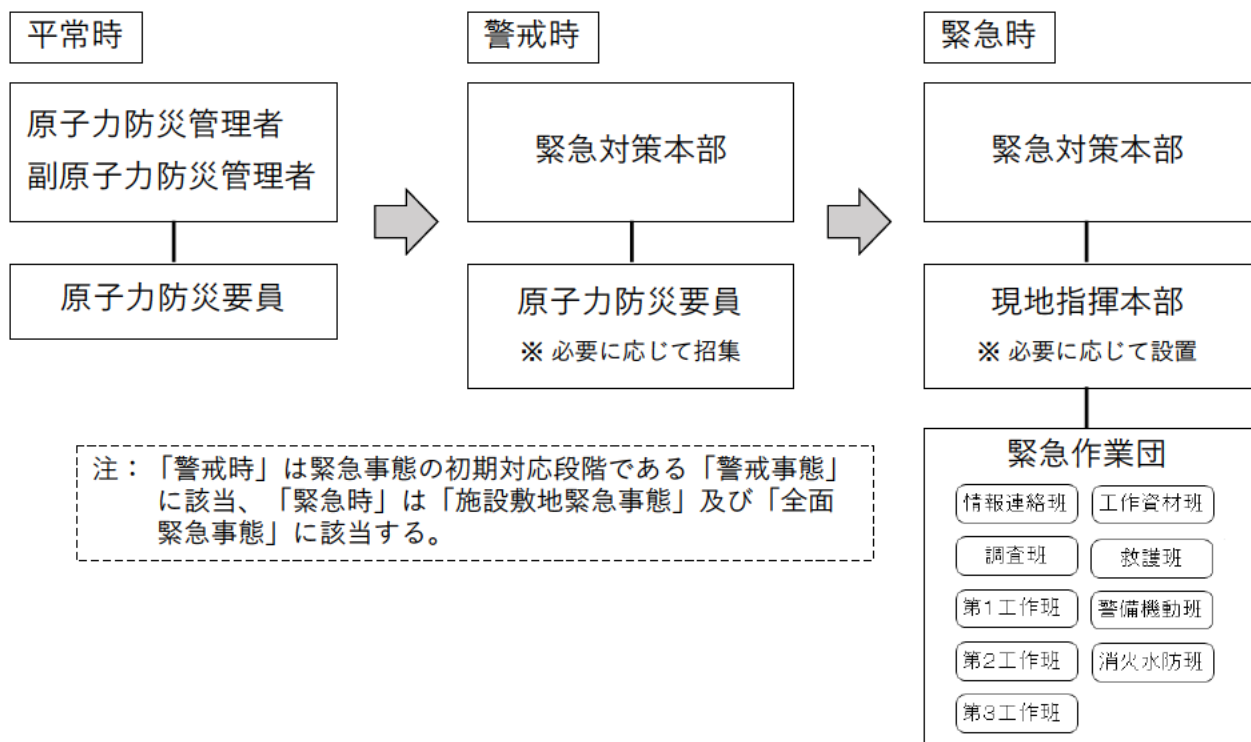 平常時
原子力防災管理者
副原子力防災管理者
原子力防災要員
警戒時
緊急対策本部
原子力防災要員
※ 必要に応じて招集
緊急時
緊急対策本部
現地指揮本部
※ 必要に応じて設置
緊急作業団
情報連絡班 工作資材班
調査班 救護班
第1工作班 警備機動班
第2工作班 消火水防班
第3工作班
注：「警戒時」は緊急事態の初期対応段階である「警戒事態」
に該当、「緊急時」は「施設敷地緊急事態」及び「全面
緊急事態」に該当する。